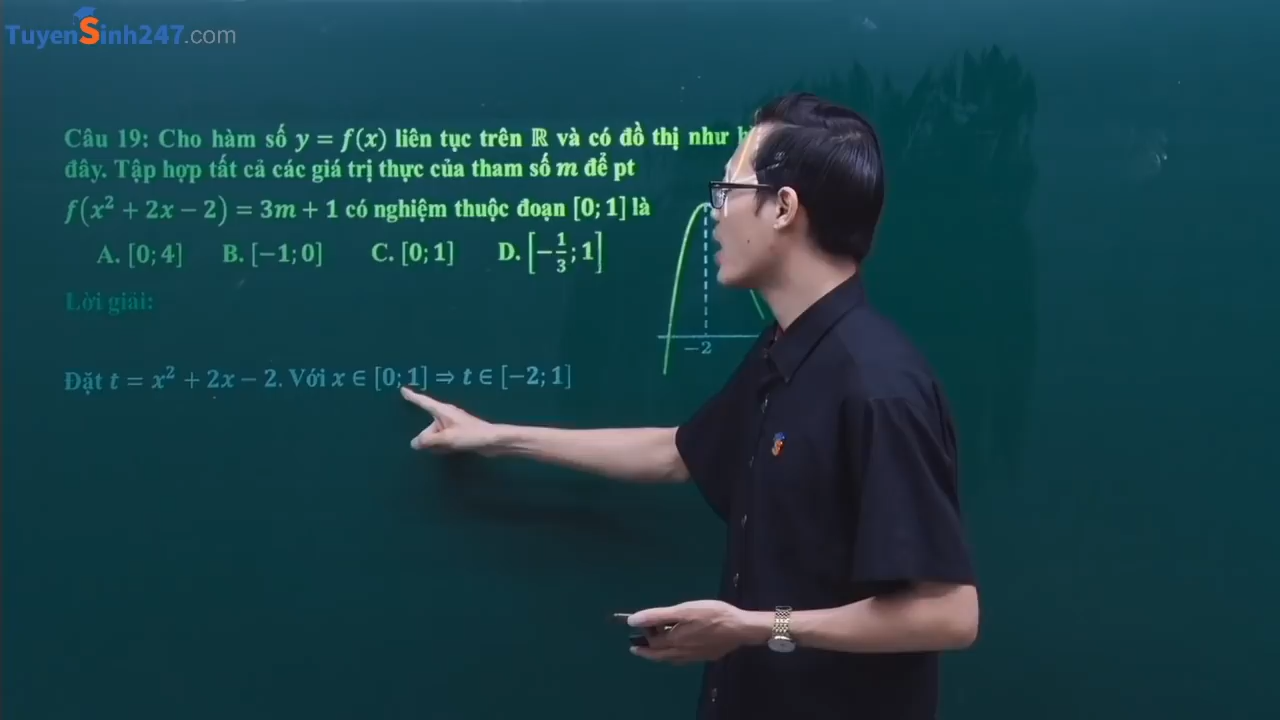 TuyenSinh247.com
Câu 19: Cho hàm số y = f(x) liên tục trên ℝ và có đồ thị như
đây. Tập hợp tất cả các giá trị thực của tham số m để pt
f(x² + 2x − 2) = 3m + 1 có nghiệm thuộc đoạn [0; 1] là
A. [0; 4] B. [−1; 0] C. [0; 1] D. [−1/3; 1]
Lời giải:
−2
Đặt t = x² + 2x − 2. Với x ∈ [0; 1] ⇒ t ∈ [−2; 1]